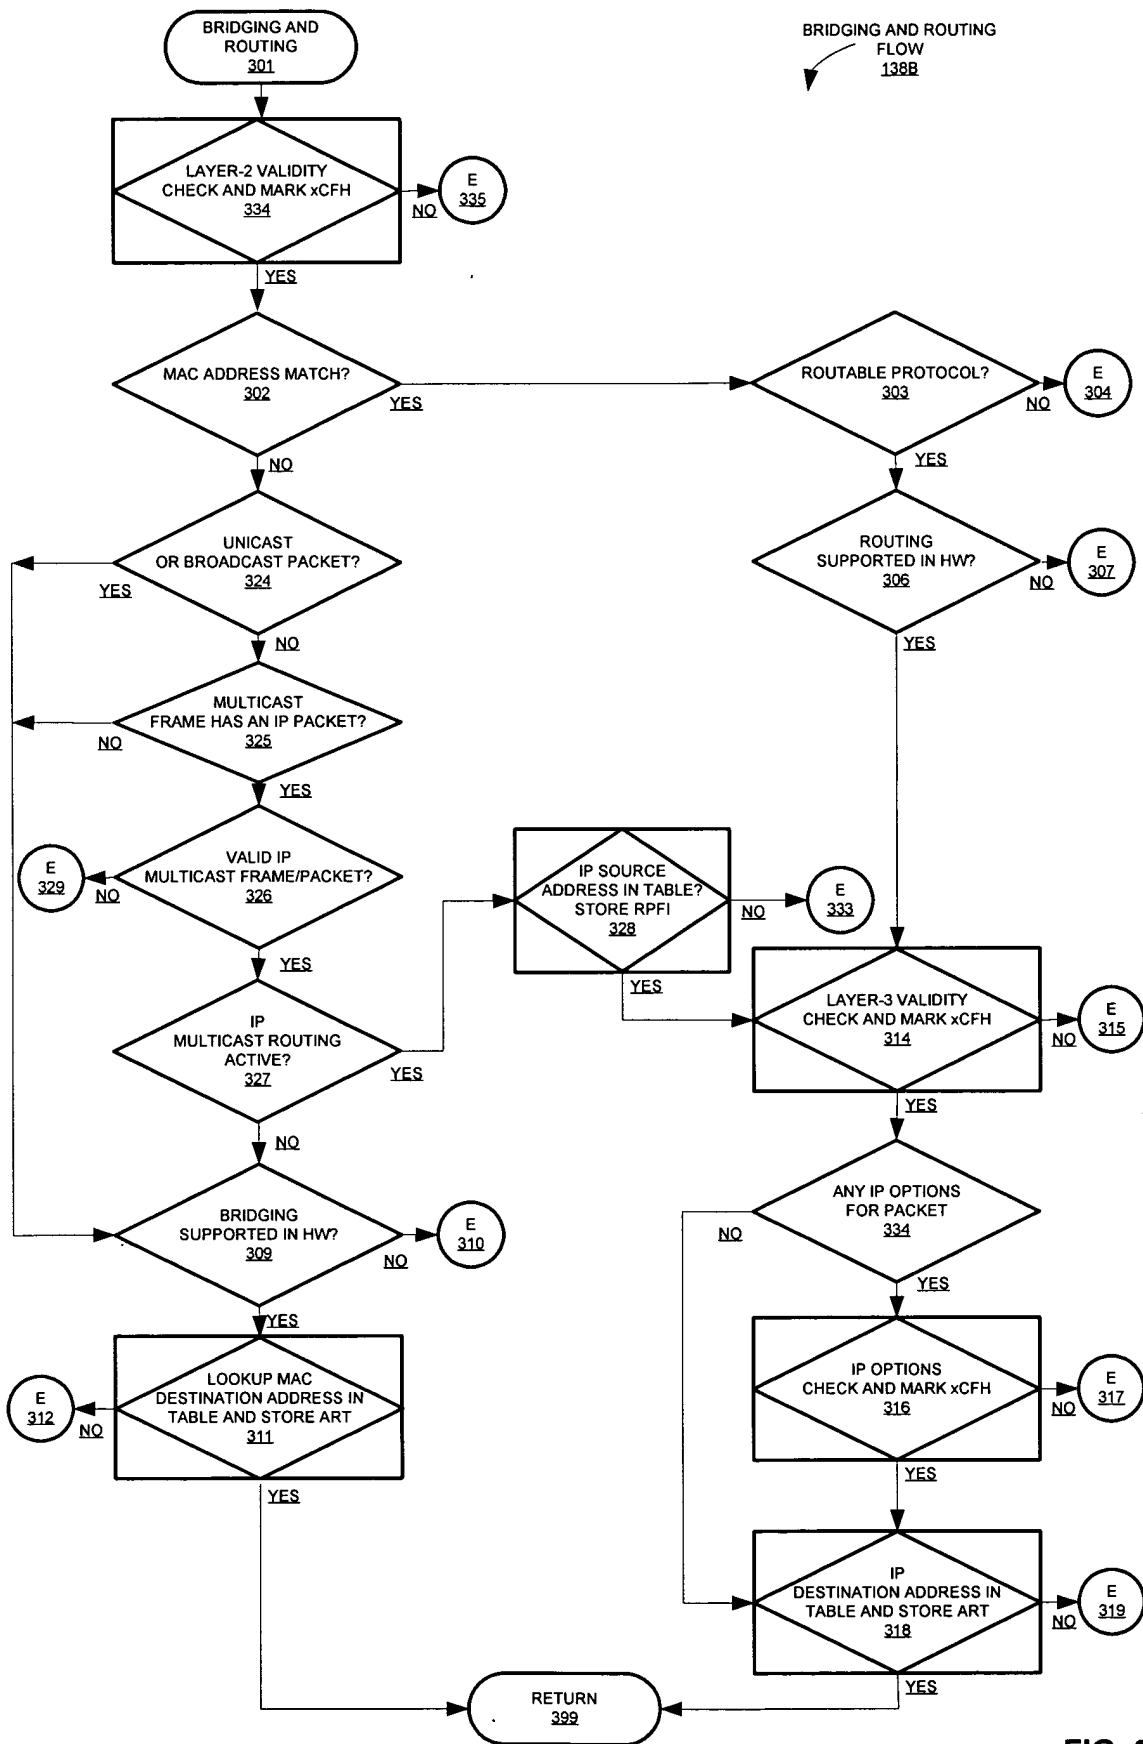 BRIDGING AND
ROUTING
301
BRIDGING AND ROUTING
FLOW
138B
LAYER-2 VALIDITY
CHECK AND MARK xCFH
334
NO
E
335
YES
MAC ADDRESS MATCH?
302
YES
NO
ROUTABLE PROTOCOL?
303
NO
E
304
YES
UNICAST
OR BROADCAST PACKET?
324
YES
NO
ROUTING
SUPPORTED IN HW?
306
NO
E
307
YES
MULTICAST
FRAME HAS AN IP PACKET?
325
NO
YES
VALID IP
MULTICAST FRAME/PACKET?
326
NO
E
329
YES
IP SOURCE
ADDRESS IN TABLE?
STORE RPFI
328
NO
E
333
YES
IP
MULTICAST ROUTING
ACTIVE?
327
YES
NO
LAYER-3 VALIDITY
CHECK AND MARK xCFH
314
NO
E
315
YES
BRIDGING
SUPPORTED IN HW?
309
NO
E
310
YES
ANY IP OPTIONS
FOR PACKET
334
NO
YES
LOOKUP MAC
DESTINATION ADDRESS IN
TABLE AND STORE ART
311
NO
E
312
YES
IP OPTIONS
CHECK AND MARK xCFH
316
NO
E
317
YES
IP
DESTINATION ADDRESS IN
TABLE AND STORE ART
318
NO
E
319
YES
RETURN
399
FIG.